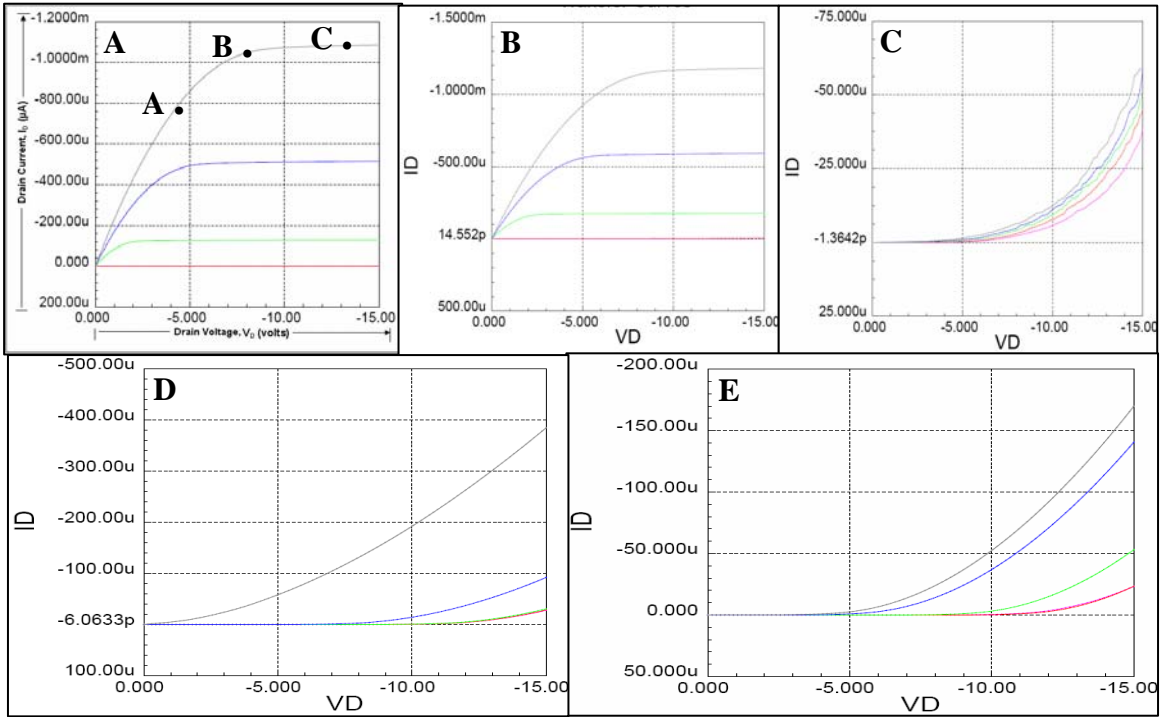 A
-1.2000m
-1.0000m
-800.00u
-600.00u
-400.00u
-200.00u
0.000
200.00u
Drain Current, I_D (µA)
A
B
C
0.000
-5.000
-10.00
-15.00
Drain Voltage, V_D (volts)
B
-1.5000m
-1.0000m
-500.00u
14.552p
500.00u
ID
0.000
-5.000
-10.00
-15.00
VD
C
-75.000u
-50.000u
-25.000u
-1.3642p
25.000u
ID
0.000
-5.000
-10.00
-15.00
VD
D
-500.00u
-400.00u
-300.00u
-200.00u
-100.00u
-6.0633p
100.00u
ID
0.000
-5.000
-10.00
-15.00
VD
E
-200.00u
-150.00u
-100.00u
-50.000u
0.000
50.000u
ID
0.000
-5.000
-10.00
-15.00
VD